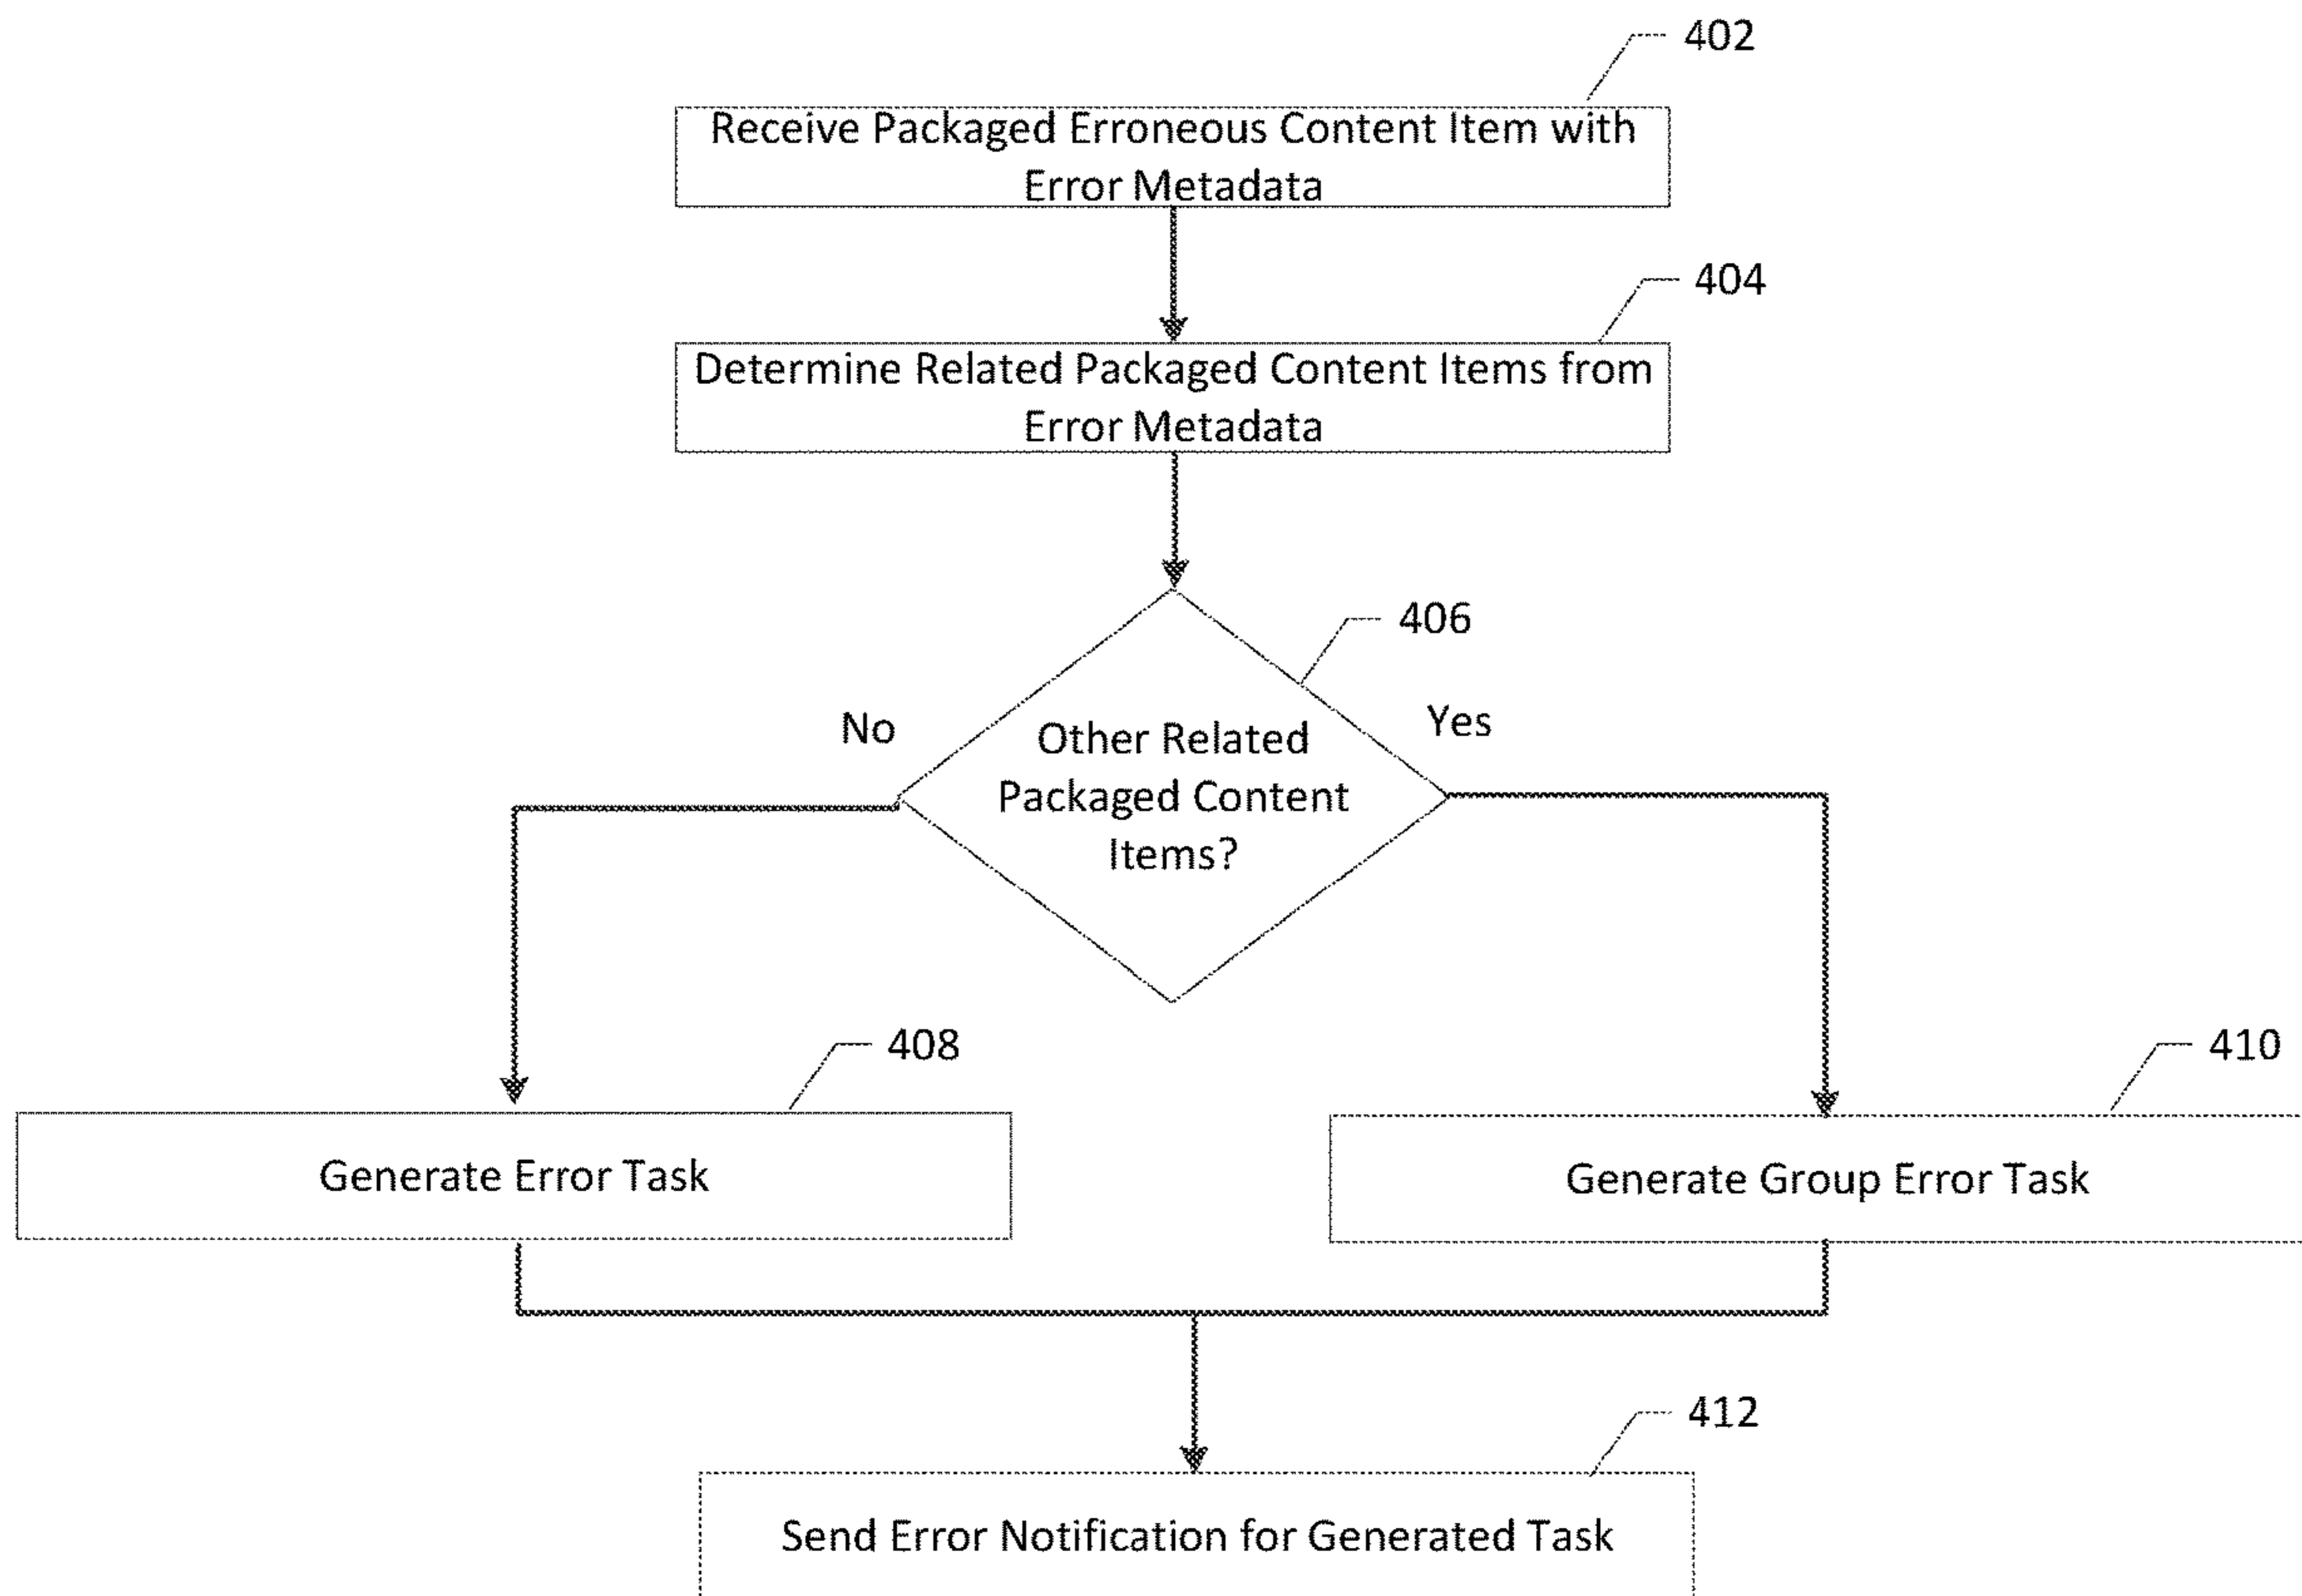 402
Receive Packaged Erroneous Content Item with
Error Metadata
404
Determine Related Packaged Content Items from
Error Metadata
406
No
Yes
Other Related
Packaged Content
Items?
408
410
Generate Error Task
Generate Group Error Task
412
Send Error Notification for Generated Task